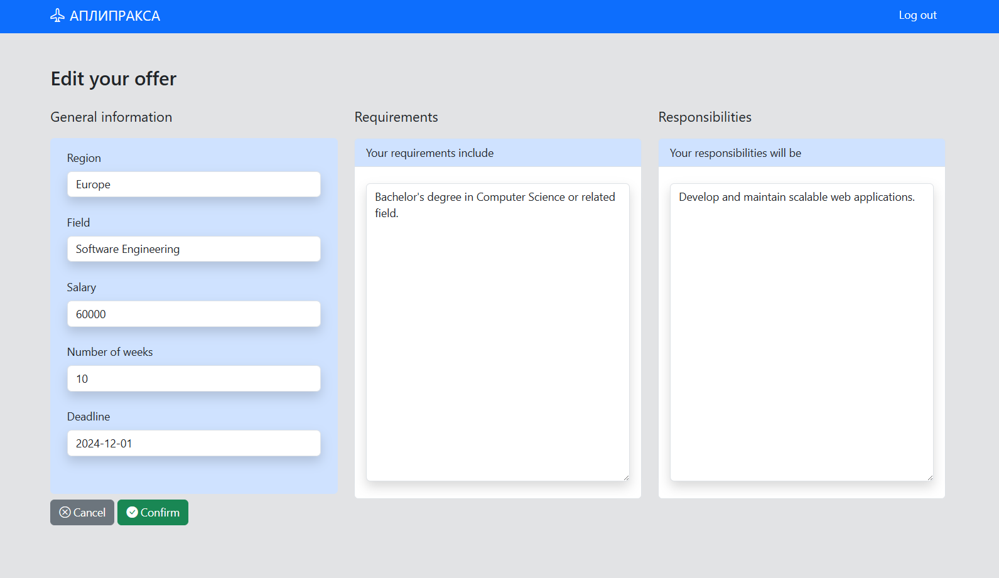 АПЛИПРАКСА
Log out
Edit your offer
General information
Region
Europe
Field
Software Engineering
Salary
60000
Number of weeks
10
Deadline
2024-12-01
Cancel
Confirm
Requirements
Your requirements include
Bachelor's degree in Computer Science or related
field.
Responsibilities
Your responsibilities will be
Develop and maintain scalable web applications.